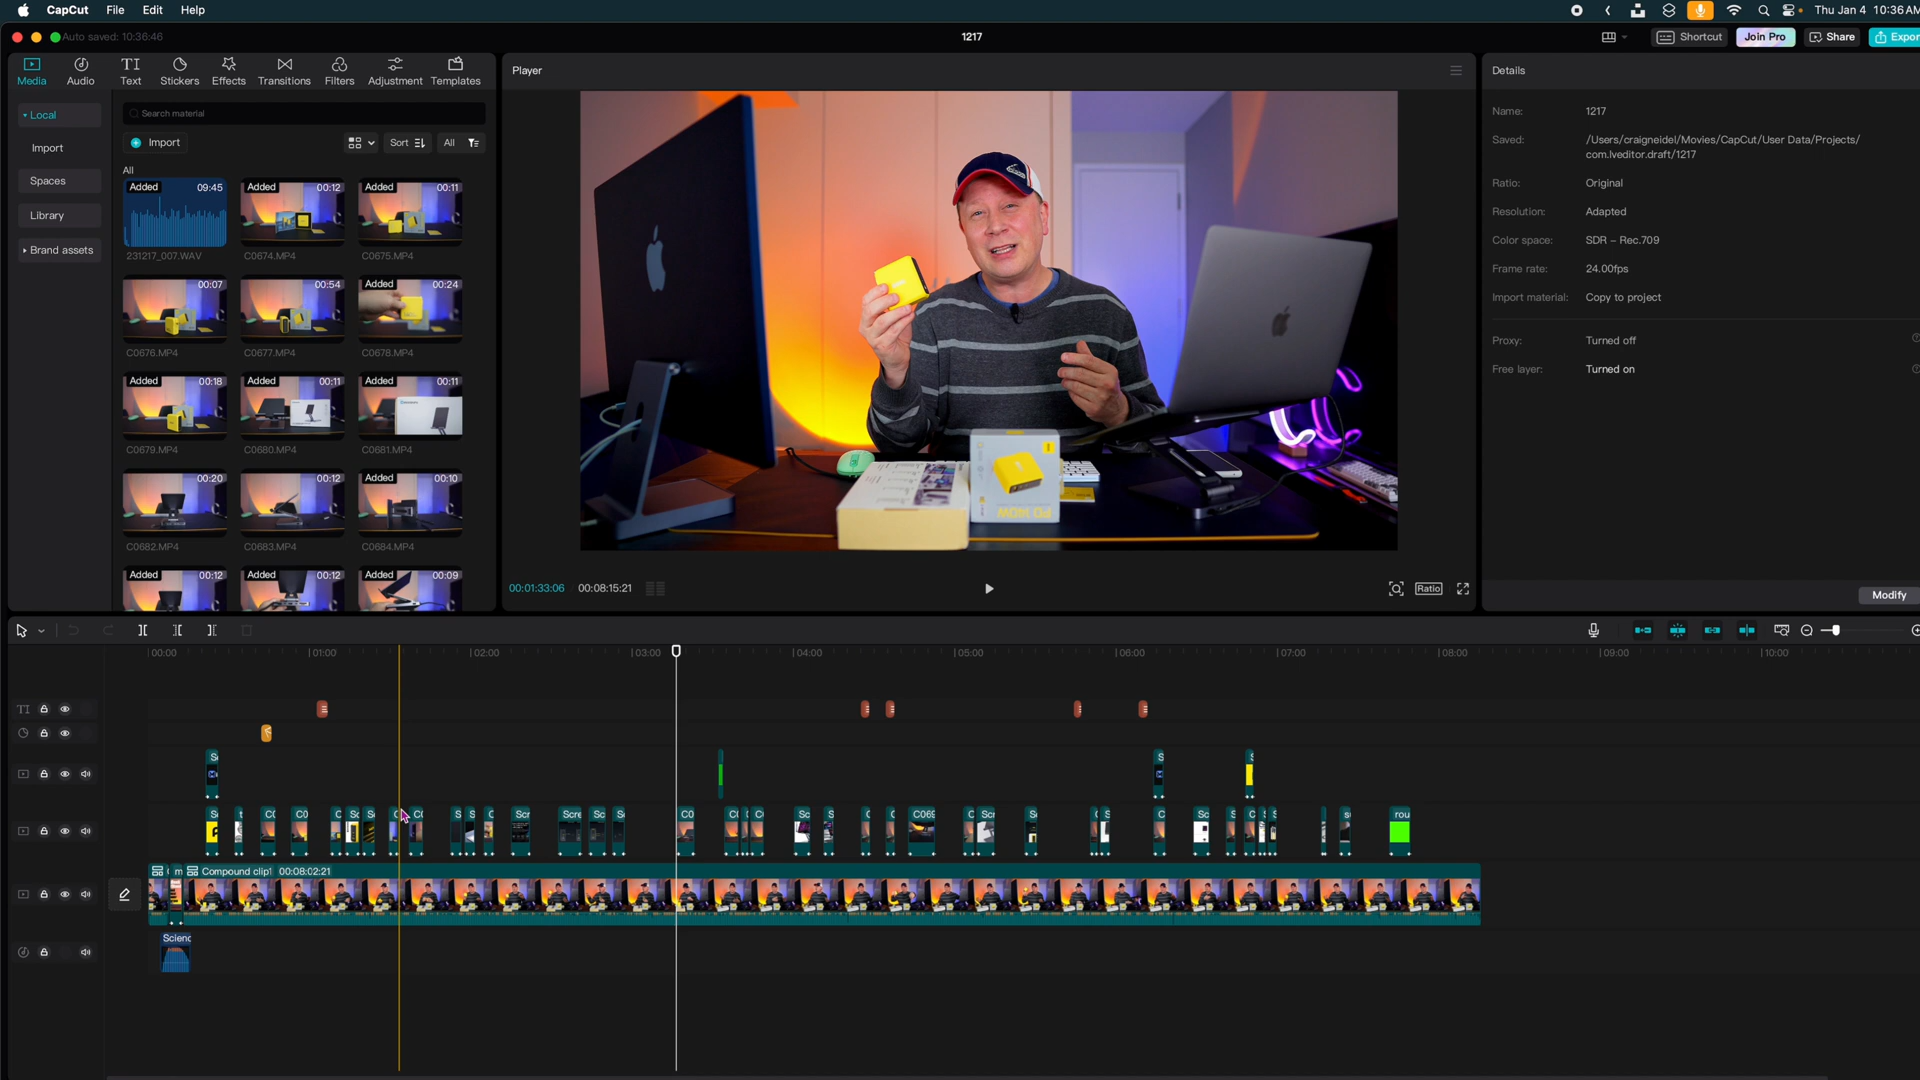 CapCut File Edit Help
Thu Jan 4 10:36AM
Auto saved: 10:36:46
1217
Shortcut
Join Pro
Share
Media
Audio
Text
Stickers
Effects
Transitions
Filters
Adjustment
Templates
Local
Import
Spaces
Library
Brand assets
Search material
Import
Sort
All
All
Added 09:45
Added 00:12
Added 00:11
231217_007.WAV
C0674.MP4
C0675.MP4
00:07
00:54
Added 00:24
C0676.MP4
C0677.MP4
C0678.MP4
Added 00:18
Added 00:11
Added 00:11
C0679.MP4
C0680.MP4
C0681.MP4
00:20
00:12
Added 00:10
C0682.MP4
C0683.MP4
C0684.MP4
Added 00:12
Added 00:12
Added 00:09
Player
PD 140W
00:01:33:06 00:08:15:21
Ratio
Details
Name: 1217
Saved: /Users/craigneidel/Movies/CapCut/User Data/Projects/
com.lveditor.draft/1217
Ratio: Original
Resolution: Adapted
Color space: SDR – Rec.709
Frame rate: 24.00fps
Import material: Copy to project
Proxy: Turned off
Free layer: Turned on
Modify
00:00 01:00 02:00 03:00 04:00 05:00 06:00 07:00 08:00 09:00 10:00
Compound clip1 00:08:02:21